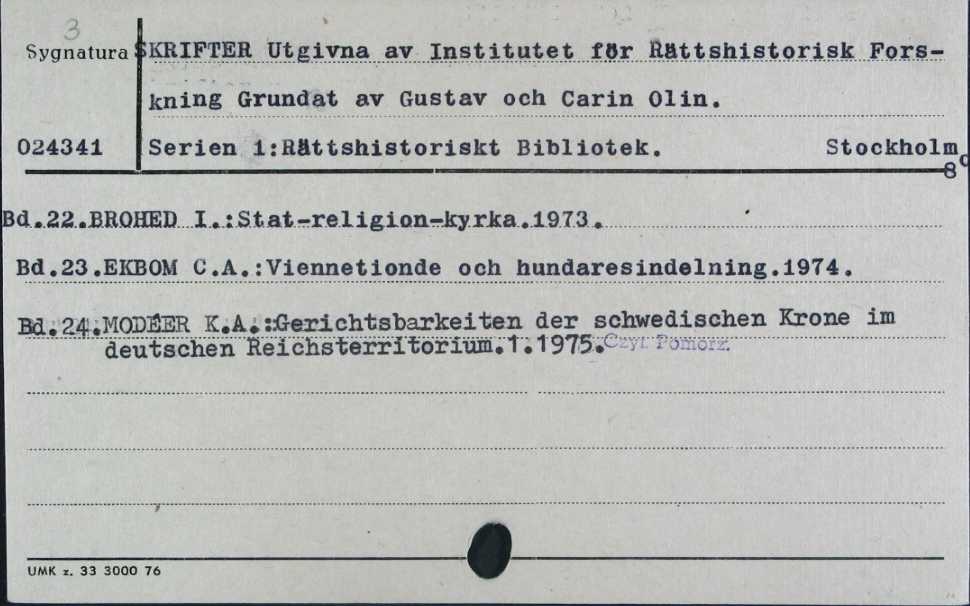 3
Sygnatura SKRIFTER Utgivna av Institutet för Rättshistorisk Fors-
kning Grundat av Gustav och Carin Olin.
024341 Serien 1:Rättshistoriskt Bibliotek. Stockholm
8°
Bd.22.BROHED I.:Stat-religion-kyrka.1973.
Bd.23.EKBOM C.A.:Viennetionde och hundaresindelning.1974.
Bd.24.MODÉER K.A.:Gerichtsbarkeiten der schwedischen Krone im
deutschen Reichsterritorium.1.1975.Czyt. Pomorz.
UMK z. 33 3000 76